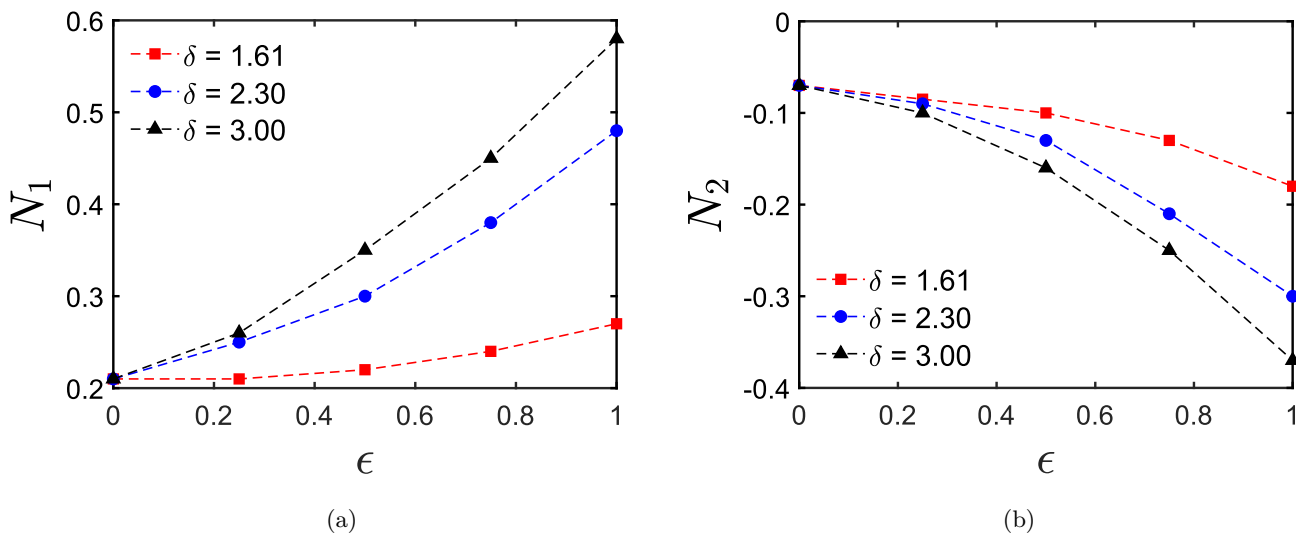 0.6
0.5
0.4
0.3
0.2
N₁
δ = 1.61
δ = 2.30
δ = 3.00
0 0.2 0.4 0.6 0.8 1
ϵ
(a)
0
-0.1
-0.2
-0.3
-0.4
N₂
δ = 1.61
δ = 2.30
δ = 3.00
0 0.2 0.4 0.6 0.8 1
ϵ
(b)